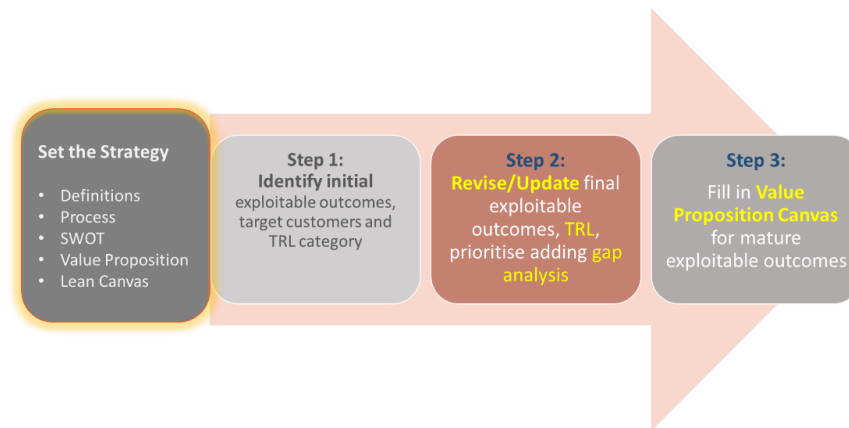 Set the Strategy
• Definitions
• Process
• SWOT
• Value Proposition
• Lean Canvas
Step 1:
Identify initial
exploitable outcomes,
target customers and
TRL category
Step 2:
Revise/Update final
exploitable
outcomes, TRL,
prioritise adding gap
analysis
Step 3:
Fill in Value
Proposition Canvas
for mature
exploitable outcomes